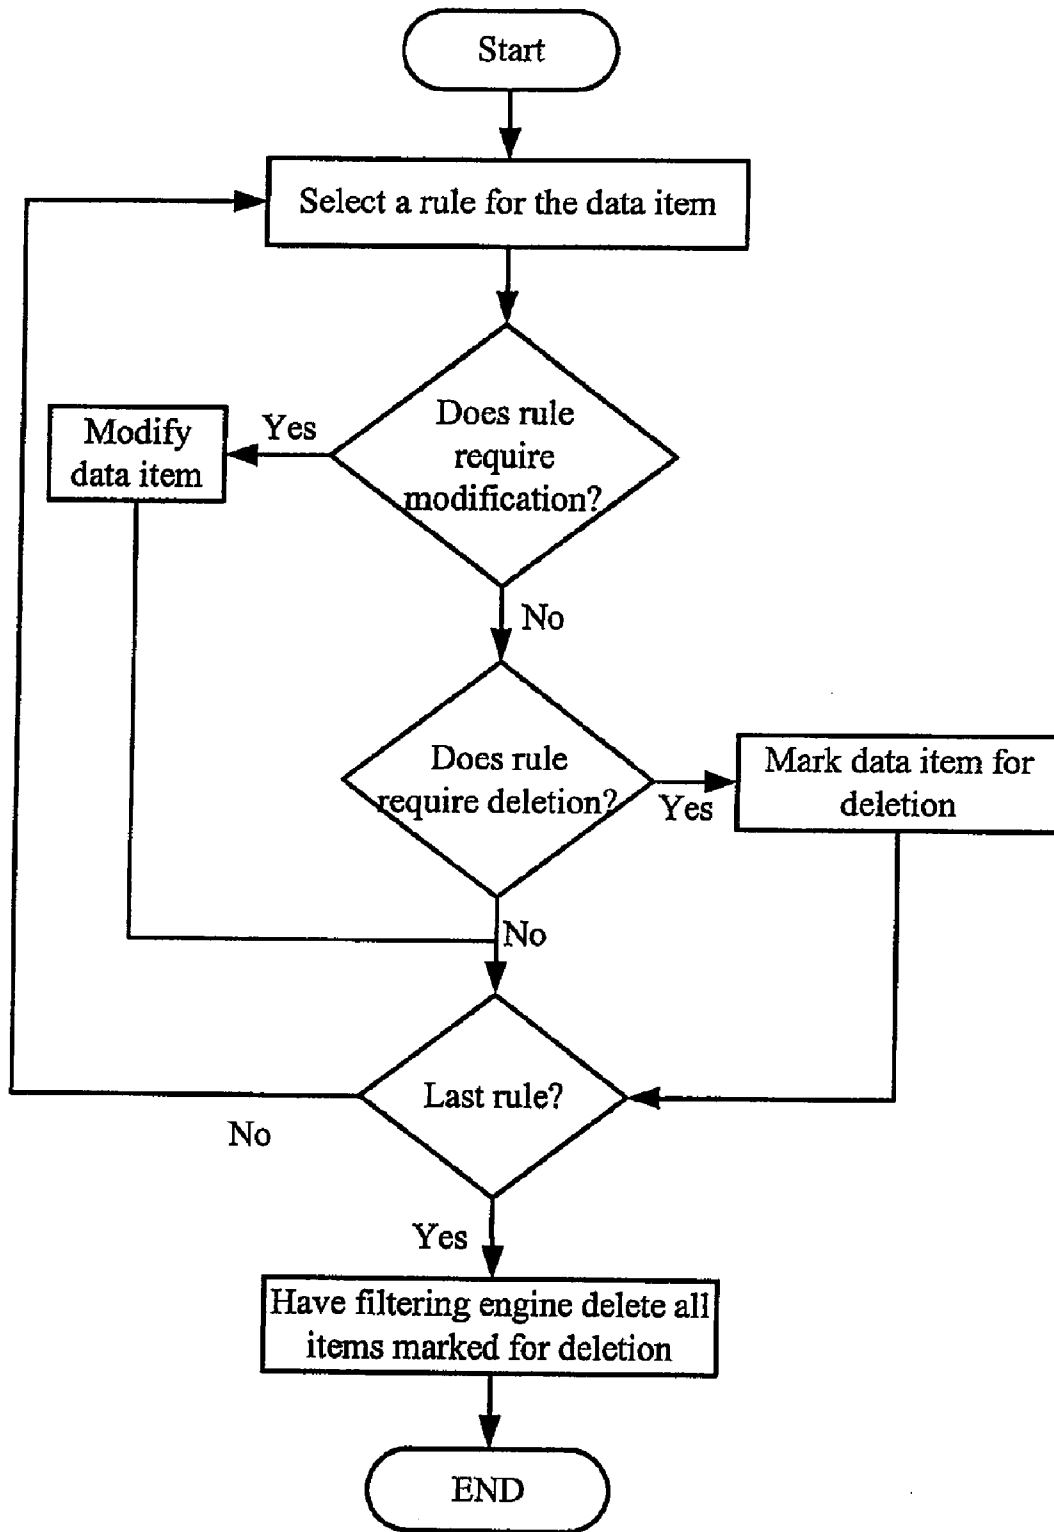 Start
Select a rule for the data item
Does rule
require
modification?
Yes
Modify
data item
No
Does rule
require deletion?
Yes
Mark data item for
deletion
No
Last rule?
No
Yes
Have filtering engine delete all
items marked for deletion
END